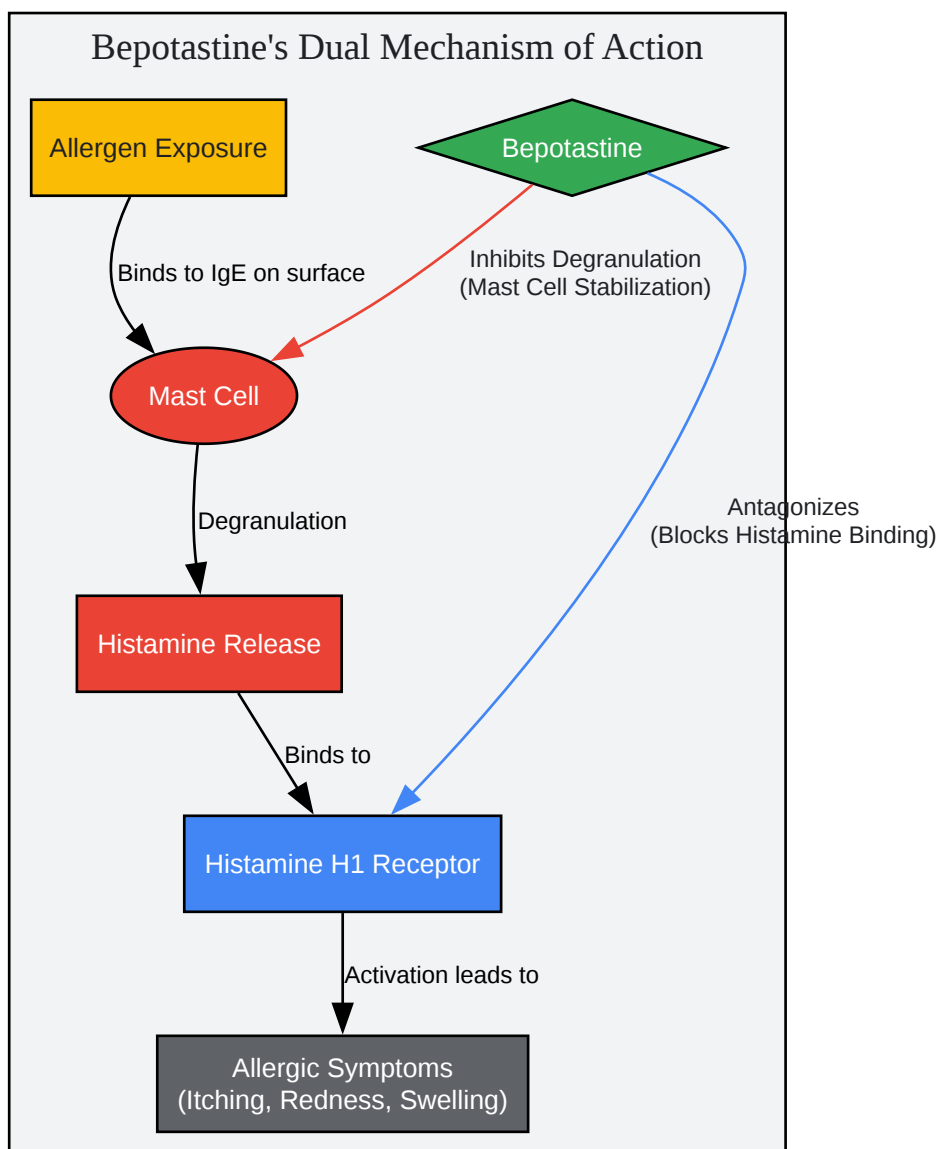 Bepotastine's Dual Mechanism of Action
Allergen Exposure
Bepotastine
Binds to IgE on surface
Inhibits Degranulation
(Mast Cell Stabilization)
Mast Cell
Degranulation
Antagonizes
(Blocks Histamine Binding)
Histamine Release
Binds to
Histamine H1 Receptor
Activation leads to
Allergic Symptoms
(Itching, Redness, Swelling)